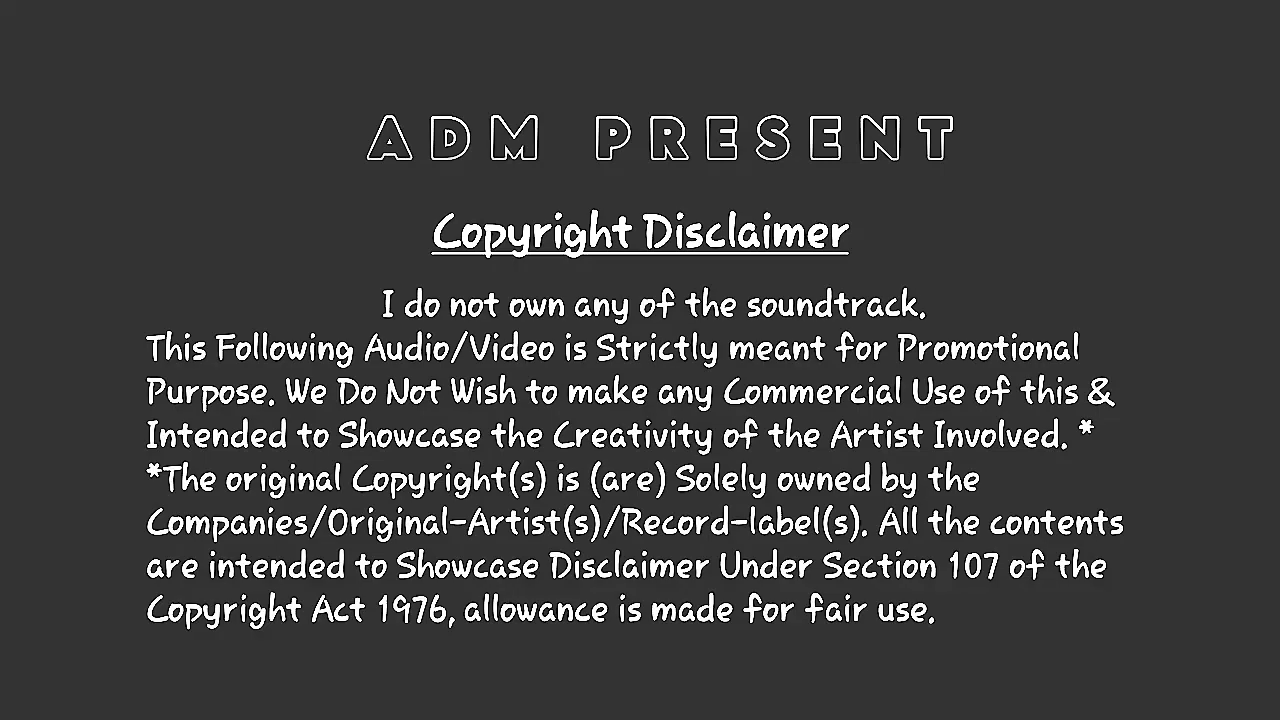 ADM PRESENT
Copyright Disclaimer
I do not own any of the soundtrack.
This Following Audio/Video is Strictly meant for Promotional
Purpose. We Do Not Wish to make any Commercial Use of this &
Intended to Showcase the Creativity of the Artist Involved. *
*The original Copyright(s) is (are) Solely owned by the
Companies/Original-Artist(s)/Record-label(s). All the contents
are intended to Showcase Disclaimer Under Section 107 of the
Copyright Act 1976, allowance is made for fair use.